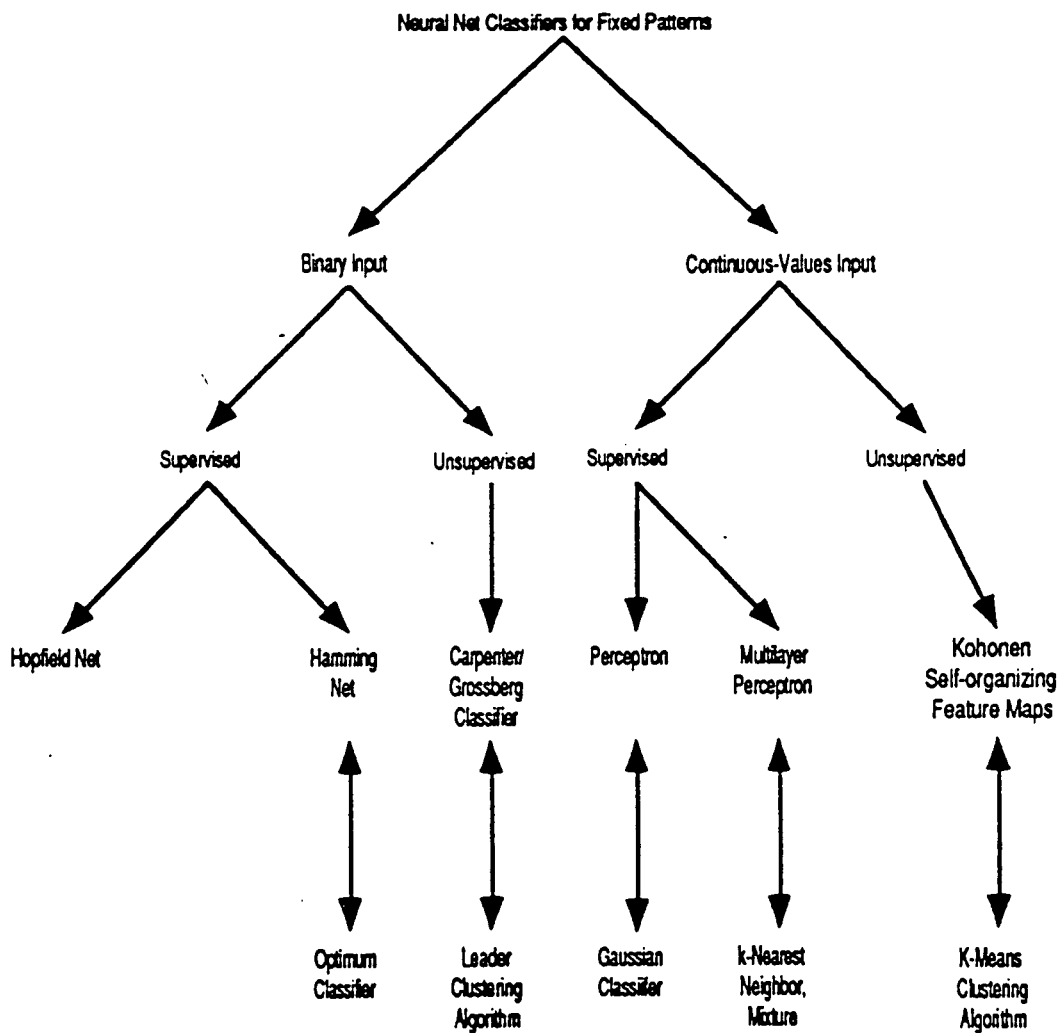 Neural Net Classifiers for Fixed Patterns
Binary Input
Continuous-Values Input
Supervised
Unsupervised
Supervised
Unsupervised
Hopfield Net
Hamming
Net
Carpenter/
Grossberg
Classifier
Perceptron
Multilayer
Perceptron
Kohonen
Self-organizing
Feature Maps
Optimum
Classifier
Leader
Clustering
Algorithm
Gaussian
Classifier
k-Nearest
Neighbor,
Mixture
K-Means
Clustering
Algorithm